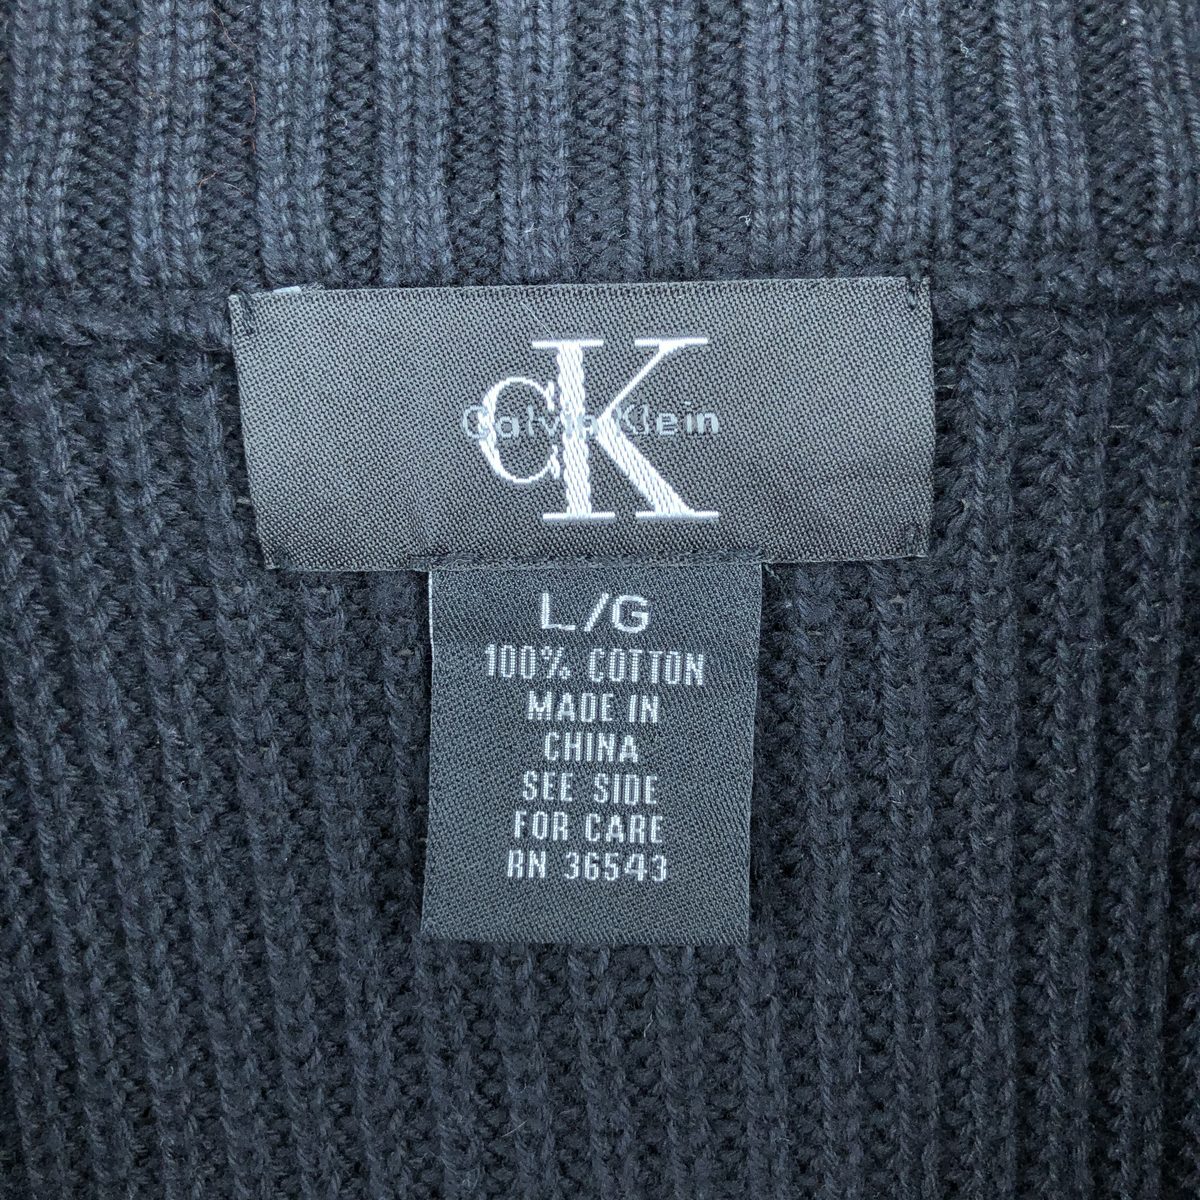 CK
Calvin Klein
L/G
100% COTTON
MADE IN
CHINA
SEE SIDE
FOR CARE
RN 36543